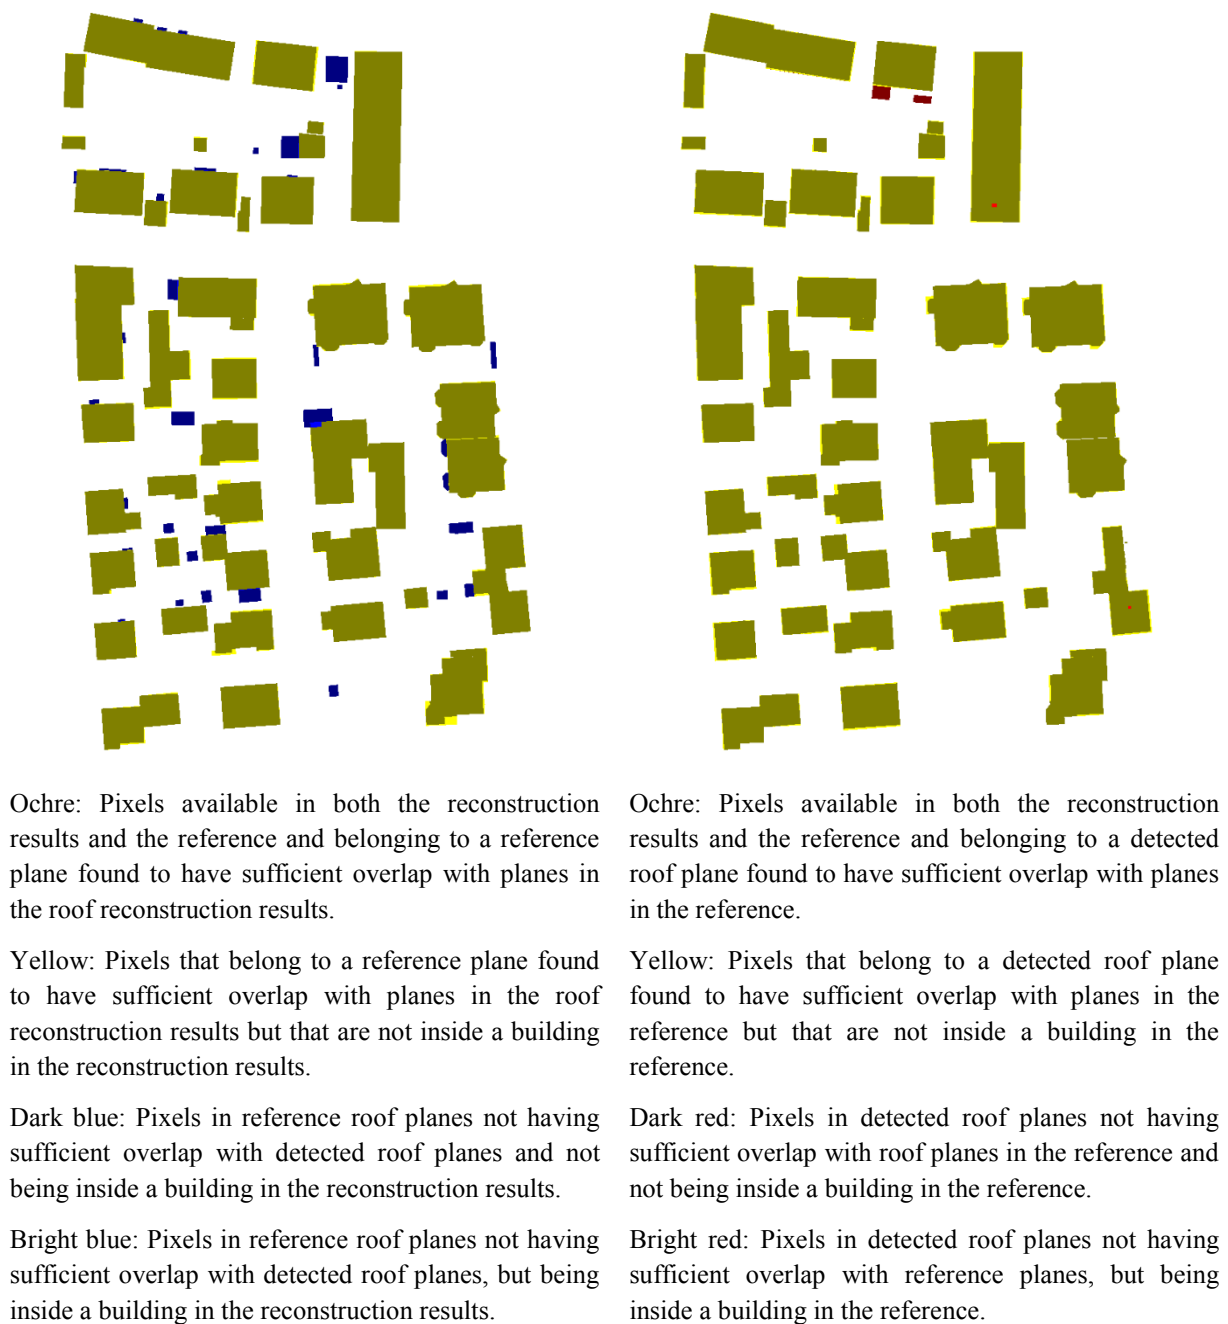 Ochre: Pixels available in both the reconstruction
results and the reference and belonging to a reference
plane found to have sufficient overlap with planes in
the roof reconstruction results.
Yellow: Pixels that belong to a reference plane found
to have sufficient overlap with planes in the roof
reconstruction results but that are not inside a building
in the reconstruction results.
Dark blue: Pixels in reference roof planes not having
sufficient overlap with detected roof planes and not
being inside a building in the reconstruction results.
Bright blue: Pixels in reference roof planes not having
sufficient overlap with detected roof planes, but being
inside a building in the reconstruction results.
Ochre: Pixels available in both the reconstruction
results and the reference and belonging to a detected
roof plane found to have sufficient overlap with planes
in the reference.
Yellow: Pixels that belong to a detected roof plane
found to have sufficient overlap with planes in the
reference but that are not inside a building in the
reference.
Dark red: Pixels in detected roof planes not having
sufficient overlap with roof planes in the reference and
not being inside a building in the reference.
Bright red: Pixels in detected roof planes not having
sufficient overlap with reference planes, but being
inside a building in the reference.